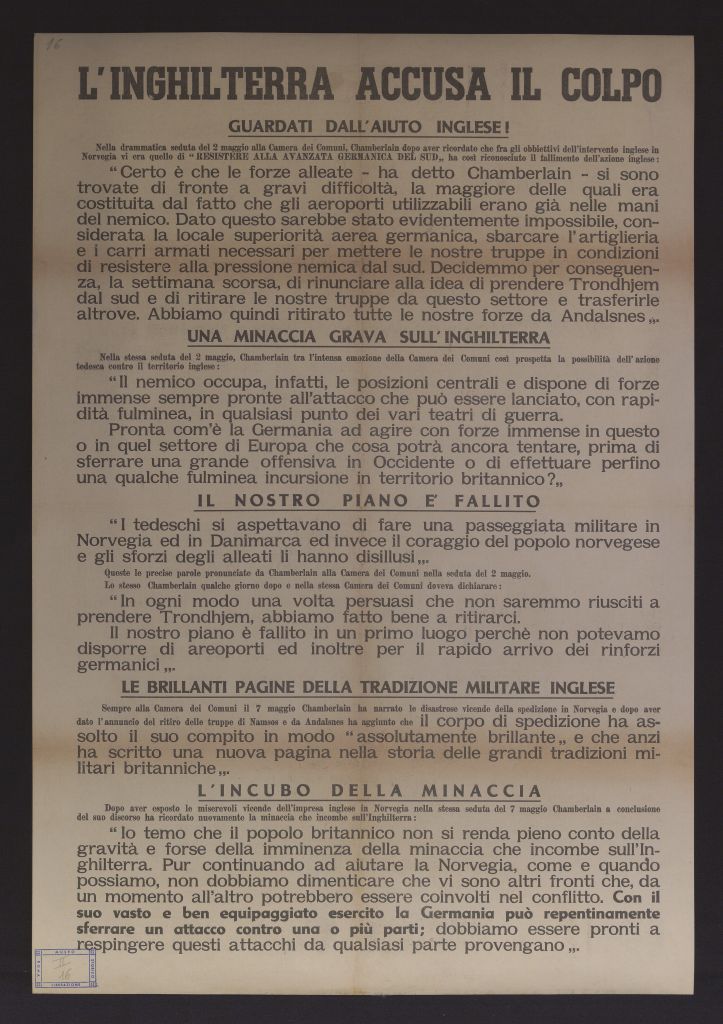 16
L'INGHILTERRA ACCUSA IL COLPO
GUARDATI DALL'AIUTO INGLESE!
Nella drammatica seduta del 2 maggio alla Camera dei Comuni, Chamberlain dopo aver ricordato che fra gli obbiettivi dell'intervento inglese in
Norvegia vi era quello di “ RESISTERE ALLA AVANZATA GERMANICA DEL SUD„ ha così riconosciuto il fallimento dell'azione inglese :
“ Certo è che le forze alleate - ha detto Chamberlain - si sono
trovate di fronte a gravi difficoltà, la maggiore delle quali era
costituita dal fatto che gli aeroporti utilizzabili erano già nelle mani
del nemico. Dato questo sarebbe stato evidentemente impossibile, con-
siderata la locale superiorità aerea germanica, sbarcare l'artiglieria
e i carri armati necessari per mettere le nostre truppe in condizioni
di resistere alla pressione nemica dal sud. Decidemmo per conseguen-
za, la settimana scorsa, di rinunciare alla idea di prendere Trondhjem
dal sud e di ritirare le nostre truppe da questo settore e trasferirle
altrove. Abbiamo quindi ritirato tutte le nostre forze da Andalsnes „.
UNA MINACCIA GRAVA SULL'INGHILTERRA
Nella stessa seduta del 2 maggio, Chamberlain tra l'intensa emozione della Camera dei Comuni così prospetta la possibilità dell'azione
tedesca contro il territorio inglese :
“ Il nemico occupa, infatti, le posizioni centrali e dispone di forze
immense sempre pronte all'attacco che può essere lanciato, con rapi-
dità fulminea, in qualsiasi punto dei vari teatri di guerra.
Pronta com'è la Germania ad agire con forze immense in questo
o in quel settore di Europa che cosa potrà ancora tentare, prima di
sferrare una grande offensiva in Occidente o di effettuare perfino
una qualche fulminea incursione in territorio britannico ?„
IL NOSTRO PIANO E' FALLITO
“ I tedeschi si aspettavano di fare una passeggiata militare in
Norvegia ed in Danimarca ed invece il coraggio del popolo norvegese
e gli sforzi degli alleati li hanno disillusi„.
Queste le precise parole pronunciate da Chamberlain alla Camera dei Comuni nella seduta del 2 maggio.
Lo stesso Chamberlain qualche giorno dopo e nella stessa Camera dei Comuni doveva dichiarare :
“ In ogni modo una volta persuasi che non saremmo riusciti a
prendere Trondhjem, abbiamo fatto bene a ritirarci.
Il nostro piano è fallito in un primo luogo perchè non potevamo
disporre di areoporti ed inoltre per il rapido arrivo dei rinforzi
germanici „.
LE BRILLANTI PAGINE DELLA TRADIZIONE MILITARE INGLESE
Sempre alla Camera dei Comuni il 7 maggio Chamberlain ha narrato le disastrose vicende della spedizione in Norvegia e dopo aver
dato l'annuncio del ritiro delle truppe di Namsos e da Andalsnes ha aggiunto che il corpo di spedizione ha as-
solto il suo compito in modo “ assolutamente brillante „ e che anzi
ha scritto una nuova pagina nella storia delle grandi tradizioni mi-
litari britanniche „.
L'INCUBO DELLA MINACCIA
Dopo aver esposto le miserevoli vicende dell'impresa inglese in Norvegia nella stessa seduta del 7 maggio Chamberlain a conclusione
del suo discorso ha ricordato nuovamente la minaccia che incombe sull'Inghilterra :
“ Io temo che il popolo britannico non si renda pieno conto della
gravità e forse della imminenza della minaccia che incombe sull'In-
ghilterra. Pur continuando ad aiutare la Norvegia, come e quando
possiamo, non dobbiamo dimenticare che vi sono altri fronti che, da
un momento all'altro potrebbero essere coinvolti nel conflitto. Con il
suo vasto e ben equipaggiato esercito la Germania può repentinamente
sferrare un attacco contro una o più parti; dobbiamo essere pronti a
respingere questi attacchi da qualsiasi parte provengano „.
MUSEO
STORICO
LIBERAZIONE
ROMA
II
16